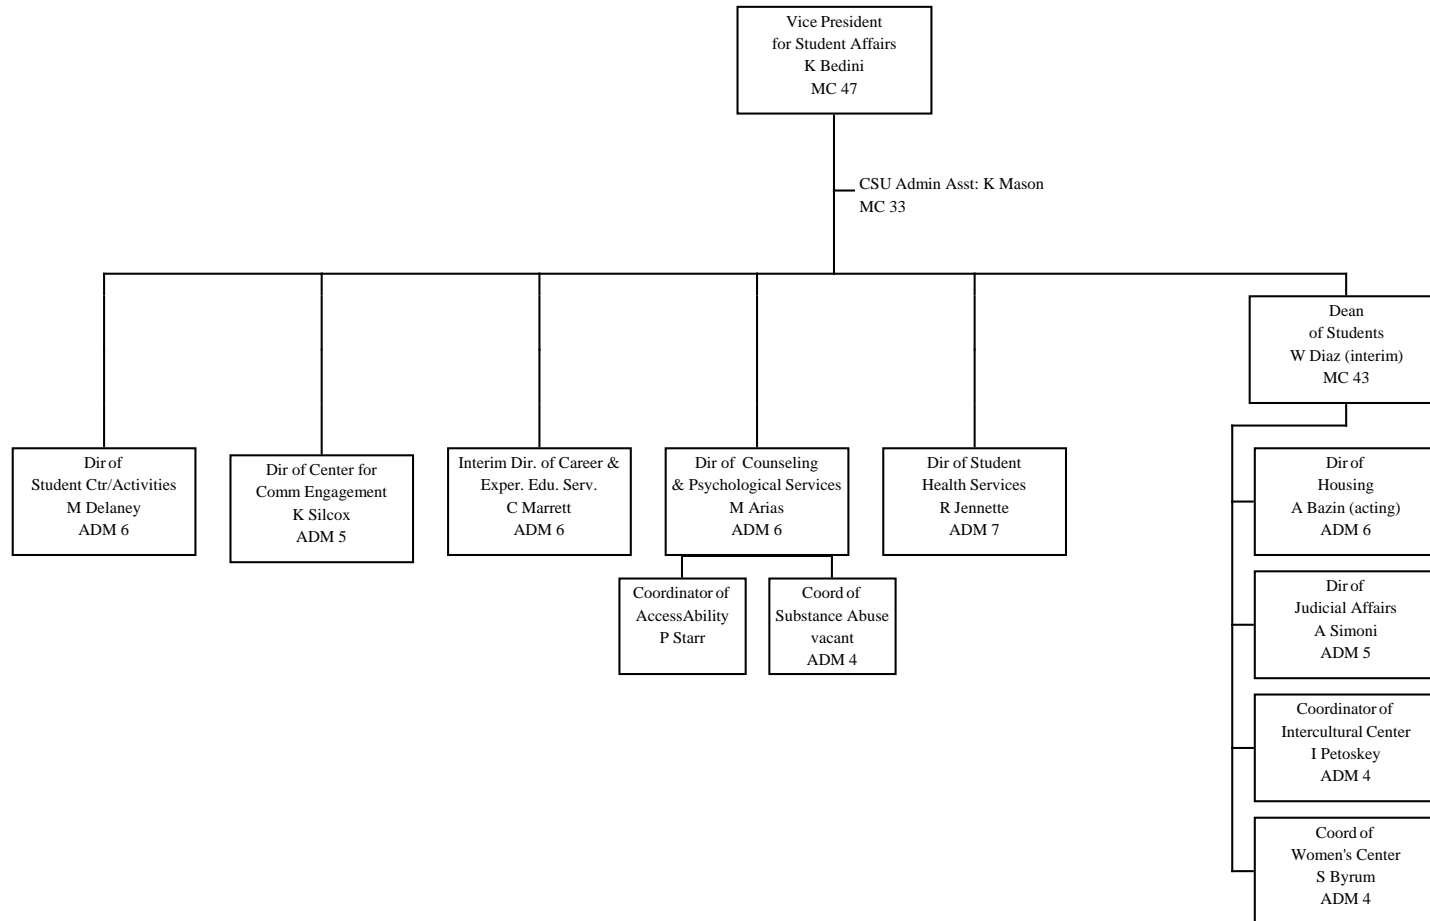 Vice President
for Student Affairs
K Bedini
MC 47
CSU Admin Asst: K Mason
MC 33
Dean
of Students
W Diaz (interim)
MC 43
Dir of
Student Ctr/Activities
M Delaney
ADM 6
Dir of Center for
Comm Engagement
K Silcox
ADM 5
Interim Dir. of Career &
Exper. Edu. Serv.
C Marrett
ADM 6
Dir of Counseling
& Psychological Services
M Arias
ADM 6
Dir of Student
Health Services
R Jennette
ADM 7
Dir of
Housing
A Bazin (acting)
ADM 6
Coordinator of
AccessAbility
P Starr
Coord of
Substance Abuse
vacant
ADM 4
Dir of
Judicial Affairs
A Simoni
ADM 5
Coordinator of
Intercultural Center
I Petoskey
ADM 4
Coord of
Women's Center
S Byrum
ADM 4